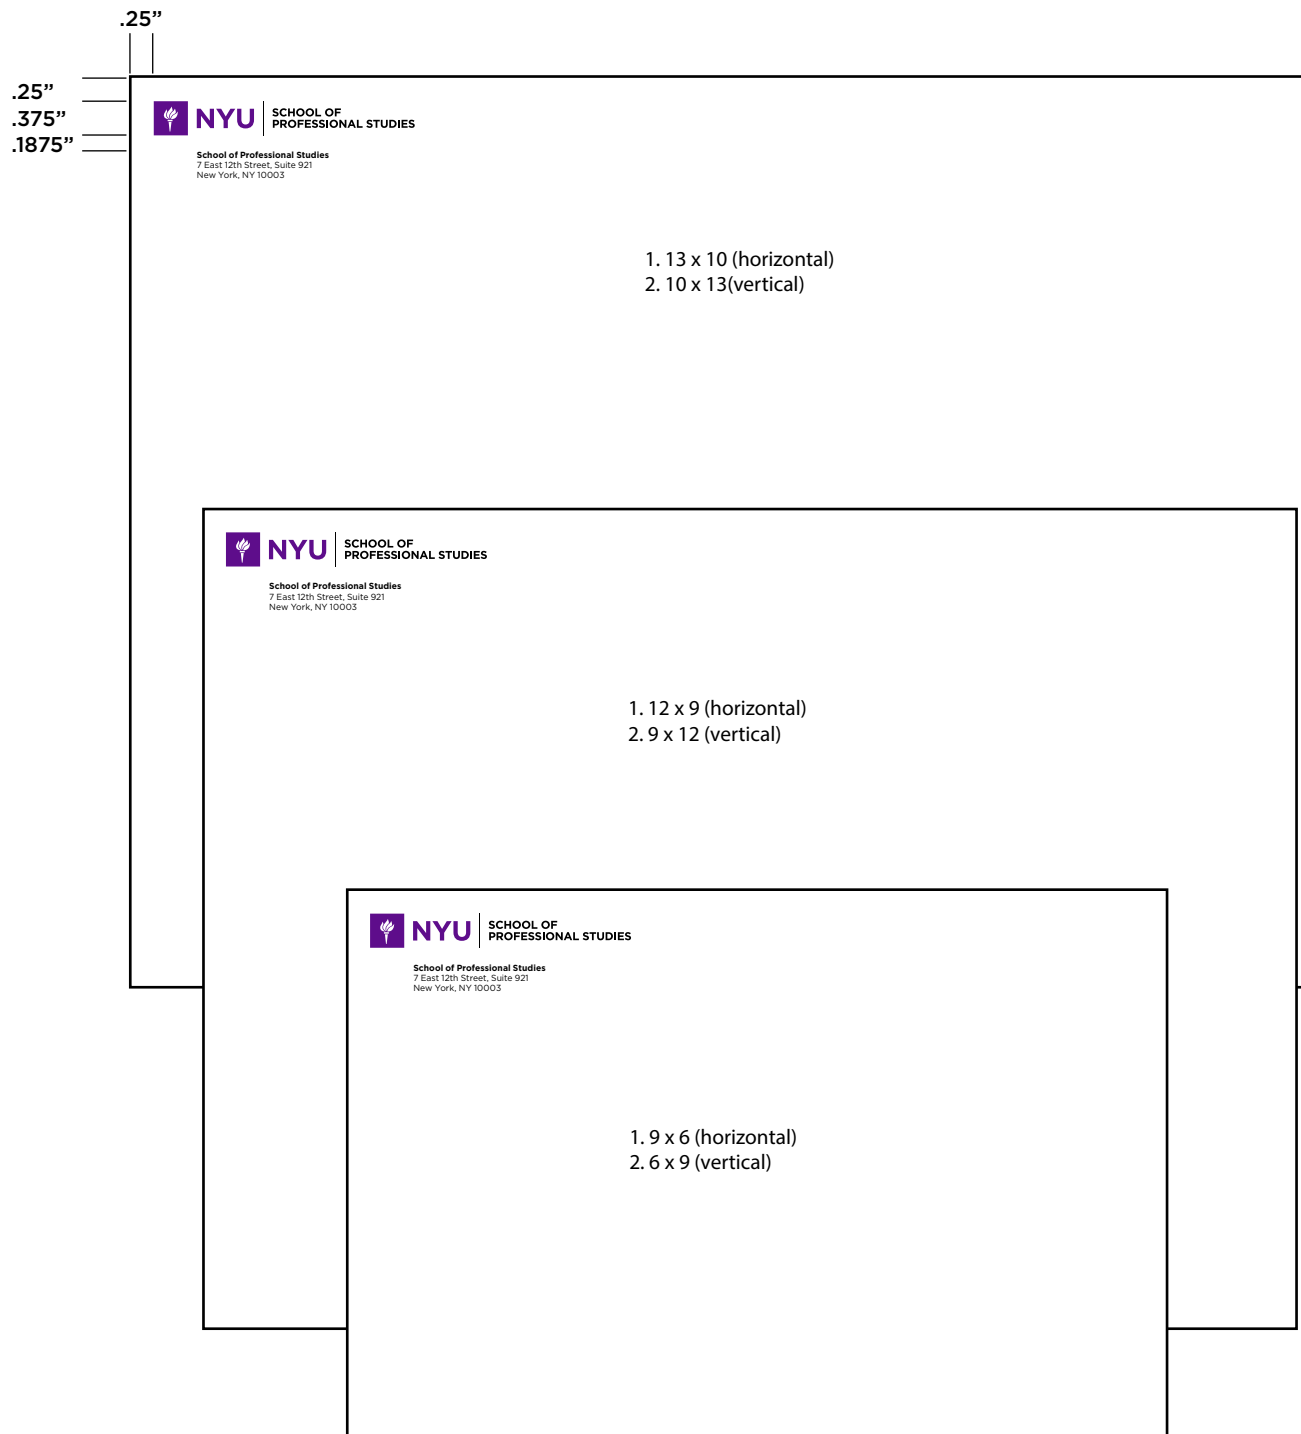 .25”
.25”
.375”
.1875”
NYU SCHOOL OF
PROFESSIONAL STUDIES
School of Professional Studies
7 East 12th Street, Suite 921
New York, NY 10003
1. 13 x 10 (horizontal)
2. 10 x 13(vertical)
NYU SCHOOL OF
PROFESSIONAL STUDIES
School of Professional Studies
7 East 12th Street, Suite 921
New York, NY 10003
1. 12 x 9 (horizontal)
2. 9 x 12 (vertical)
NYU SCHOOL OF
PROFESSIONAL STUDIES
School of Professional Studies
7 East 12th Street, Suite 921
New York, NY 10003
1. 9 x 6 (horizontal)
2. 6 x 9 (vertical)